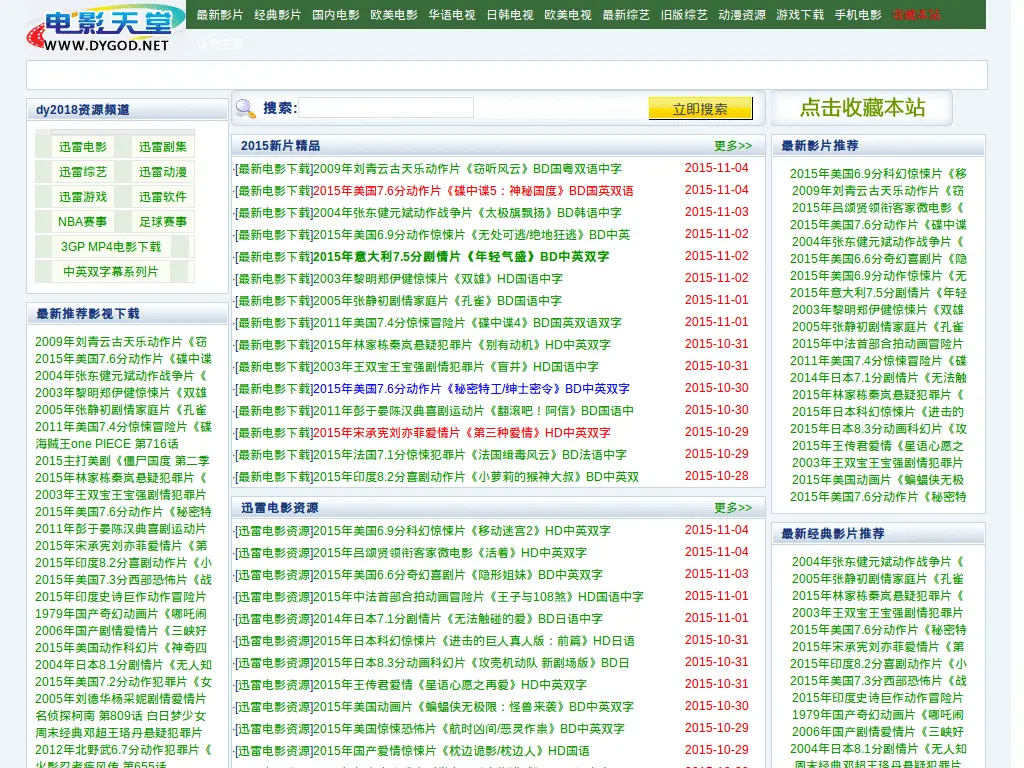 电影天堂
WWW.DYGOD.NET
最新影片 经典影片 国内电影 欧美电影 华语电视 日韩电视 欧美电视 最新综艺 旧版综艺 动漫资源 游戏下载 手机电影 收藏本站
设为主页
dy2018资源频道
迅雷电影 迅雷剧集
迅雷综艺 迅雷动漫
迅雷游戏 迅雷软件
NBA赛事 足球赛事
3GP MP4电影下载
中英双字幕系列片
最新推荐影视下载
2009年刘青云古天乐动作片《窃
2015年美国7.6分动作片《碟中谍
2004年张东健元斌动作战争片《
2003年黎明郑伊健惊悚片《双雄
2005年张静初剧情家庭片《孔雀
2011年美国7.4分惊悚冒险片《碟
海贼王one PIECE 第716话
2015主打美剧《僵尸国度 第二季
2015年林家栋秦岚悬疑犯罪片《
2003年王双宝王宝强剧情犯罪片
2015年美国7.6分动作片《秘密特
2011年彭于晏陈汉典喜剧运动片
2015年宋承宪刘亦菲爱情片《第
2015年印度8.2分喜剧动作片《小
2015年美国7.3分西部恐怖片《战
2015年印度史诗巨作动作冒险片
1979年国产奇幻动画片《哪吒闹
2006年国产剧情爱情片《三峡好
2015年美国动作科幻片《神奇四
2004年日本8.1分剧情片《无人知
2015年美国7.2分动作犯罪片《女
2005年刘德华杨采妮剧情爱情片
名侦探柯南 第809话 白日梦少女
周末经典邓超王珞丹悬疑犯罪片
2012年北野武6.7分动作犯罪片《
火影忍者疾风传 第655话
搜索:
立即搜索
2015新片精品 更多>>
·[最新电影下载]2009年刘青云古天乐动作片《窃听风云》BD国粤双语中字 2015-11-04
·[最新电影下载]2015年美国7.6分动作片《碟中谍5：神秘国度》BD国英双语 2015-11-04
·[最新电影下载]2004年张东健元斌动作战争片《太极旗飘扬》BD韩语中字 2015-11-03
·[最新电影下载]2015年美国6.9分动作惊悚片《无处可逃/绝地狂逃》BD中英 2015-11-02
·[最新电影下载]2015年意大利7.5分剧情片《年轻气盛》BD中英双字 2015-11-02
·[最新电影下载]2003年黎明郑伊健惊悚片《双雄》HD国语中字 2015-11-02
·[最新电影下载]2005年张静初剧情家庭片《孔雀》BD国语中字 2015-11-01
·[最新电影下载]2011年美国7.4分惊悚冒险片《碟中谍4》BD国英双语双字 2015-11-01
·[最新电影下载]2015年林家栋秦岚悬疑犯罪片《别有动机》HD中英双字 2015-10-31
·[最新电影下载]2003年王双宝王宝强剧情犯罪片《盲井》HD国语中字 2015-10-31
·[最新电影下载]2015年美国7.6分动作片《秘密特工/绅士密令》BD中英双字 2015-10-30
·[最新电影下载]2011年彭于晏陈汉典喜剧运动片《翻滚吧！阿信》BD国语中 2015-10-30
·[最新电影下载]2015年宋承宪刘亦菲爱情片《第三种爱情》HD中英双字 2015-10-29
·[最新电影下载]2015年法国7.1分惊悚犯罪片《法国缉毒风云》BD法语中字 2015-10-29
·[最新电影下载]2015年印度8.2分喜剧动作片《小萝莉的猴神大叔》BD中英双 2015-10-28
迅雷电影资源 更多>>
·[迅雷电影资源]2015年美国6.9分科幻惊悚片《移动迷宫2》HD中英双字 2015-11-04
·[迅雷电影资源]2015年吕颂贤领衔客家微电影《活着》HD中英双字 2015-11-04
·[迅雷电影资源]2015年美国6.6分奇幻喜剧片《隐形姐妹》BD中英双字 2015-11-03
·[迅雷电影资源]2015年中法首部合拍动画冒险片《王子与108煞》HD国语中字 2015-11-01
·[迅雷电影资源]2014年日本7.1分剧情片《无法触碰的爱》BD日语中字 2015-11-01
·[迅雷电影资源]2015年日本科幻惊悚片《进击的巨人真人版：前篇》HD日语 2015-10-31
·[迅雷电影资源]2015年日本8.3分动画科幻片《攻壳机动队 新剧场版》BD日 2015-10-31
·[迅雷电影资源]2015年王传君爱情《星语心愿之再爱》HD中英双字 2015-10-31
·[迅雷电影资源]2015年美国动画片《蝙蝠侠无极限：怪兽来袭》BD中英双字 2015-10-30
·[迅雷电影资源]2015年美国惊悚恐怖片《航时凶间/恶灵作祟》BD中英双字 2015-10-29
·[迅雷电影资源]2015年国产爱情惊悚片《枕边诡影/枕边人》HD国语 2015-10-29
点击收藏本站
最新影片推荐
2015年美国6.9分科幻惊悚片《移
2009年刘青云古天乐动作片《窃
2015年吕颂贤领衔客家微电影《
2015年美国7.6分动作片《碟中谍
2004年张东健元斌动作战争片《
2015年美国6.6分奇幻喜剧片《隐
2015年美国6.9分动作惊悚片《无
2015年意大利7.5分剧情片《年轻
2003年黎明郑伊健惊悚片《双雄
2005年张静初剧情家庭片《孔雀
2015年中法首部合拍动画冒险片
2011年美国7.4分惊悚冒险片《碟
2014年日本7.1分剧情片《无法触
2015年林家栋秦岚悬疑犯罪片《
2015年日本科幻惊悚片《进击的
2015年日本8.3分动画科幻片《攻
2015年王传君爱情《星语心愿之
2003年王双宝王宝强剧情犯罪片
2015年美国动画片《蝙蝠侠无极
2015年美国7.6分动作片《秘密特
最新经典影片推荐
2004年张东健元斌动作战争片《
2005年张静初剧情家庭片《孔雀
2015年林家栋秦岚悬疑犯罪片《
2003年王双宝王宝强剧情犯罪片
2015年美国7.6分动作片《秘密特
2015年宋承宪刘亦菲爱情片《第
2015年印度8.2分喜剧动作片《小
2015年美国7.3分西部恐怖片《战
2015年印度史诗巨作动作冒险片
1979年国产奇幻动画片《哪吒闹
2006年国产剧情爱情片《三峡好
2004年日本8.1分剧情片《无人知
周末经典邓超王珞丹悬疑犯罪片